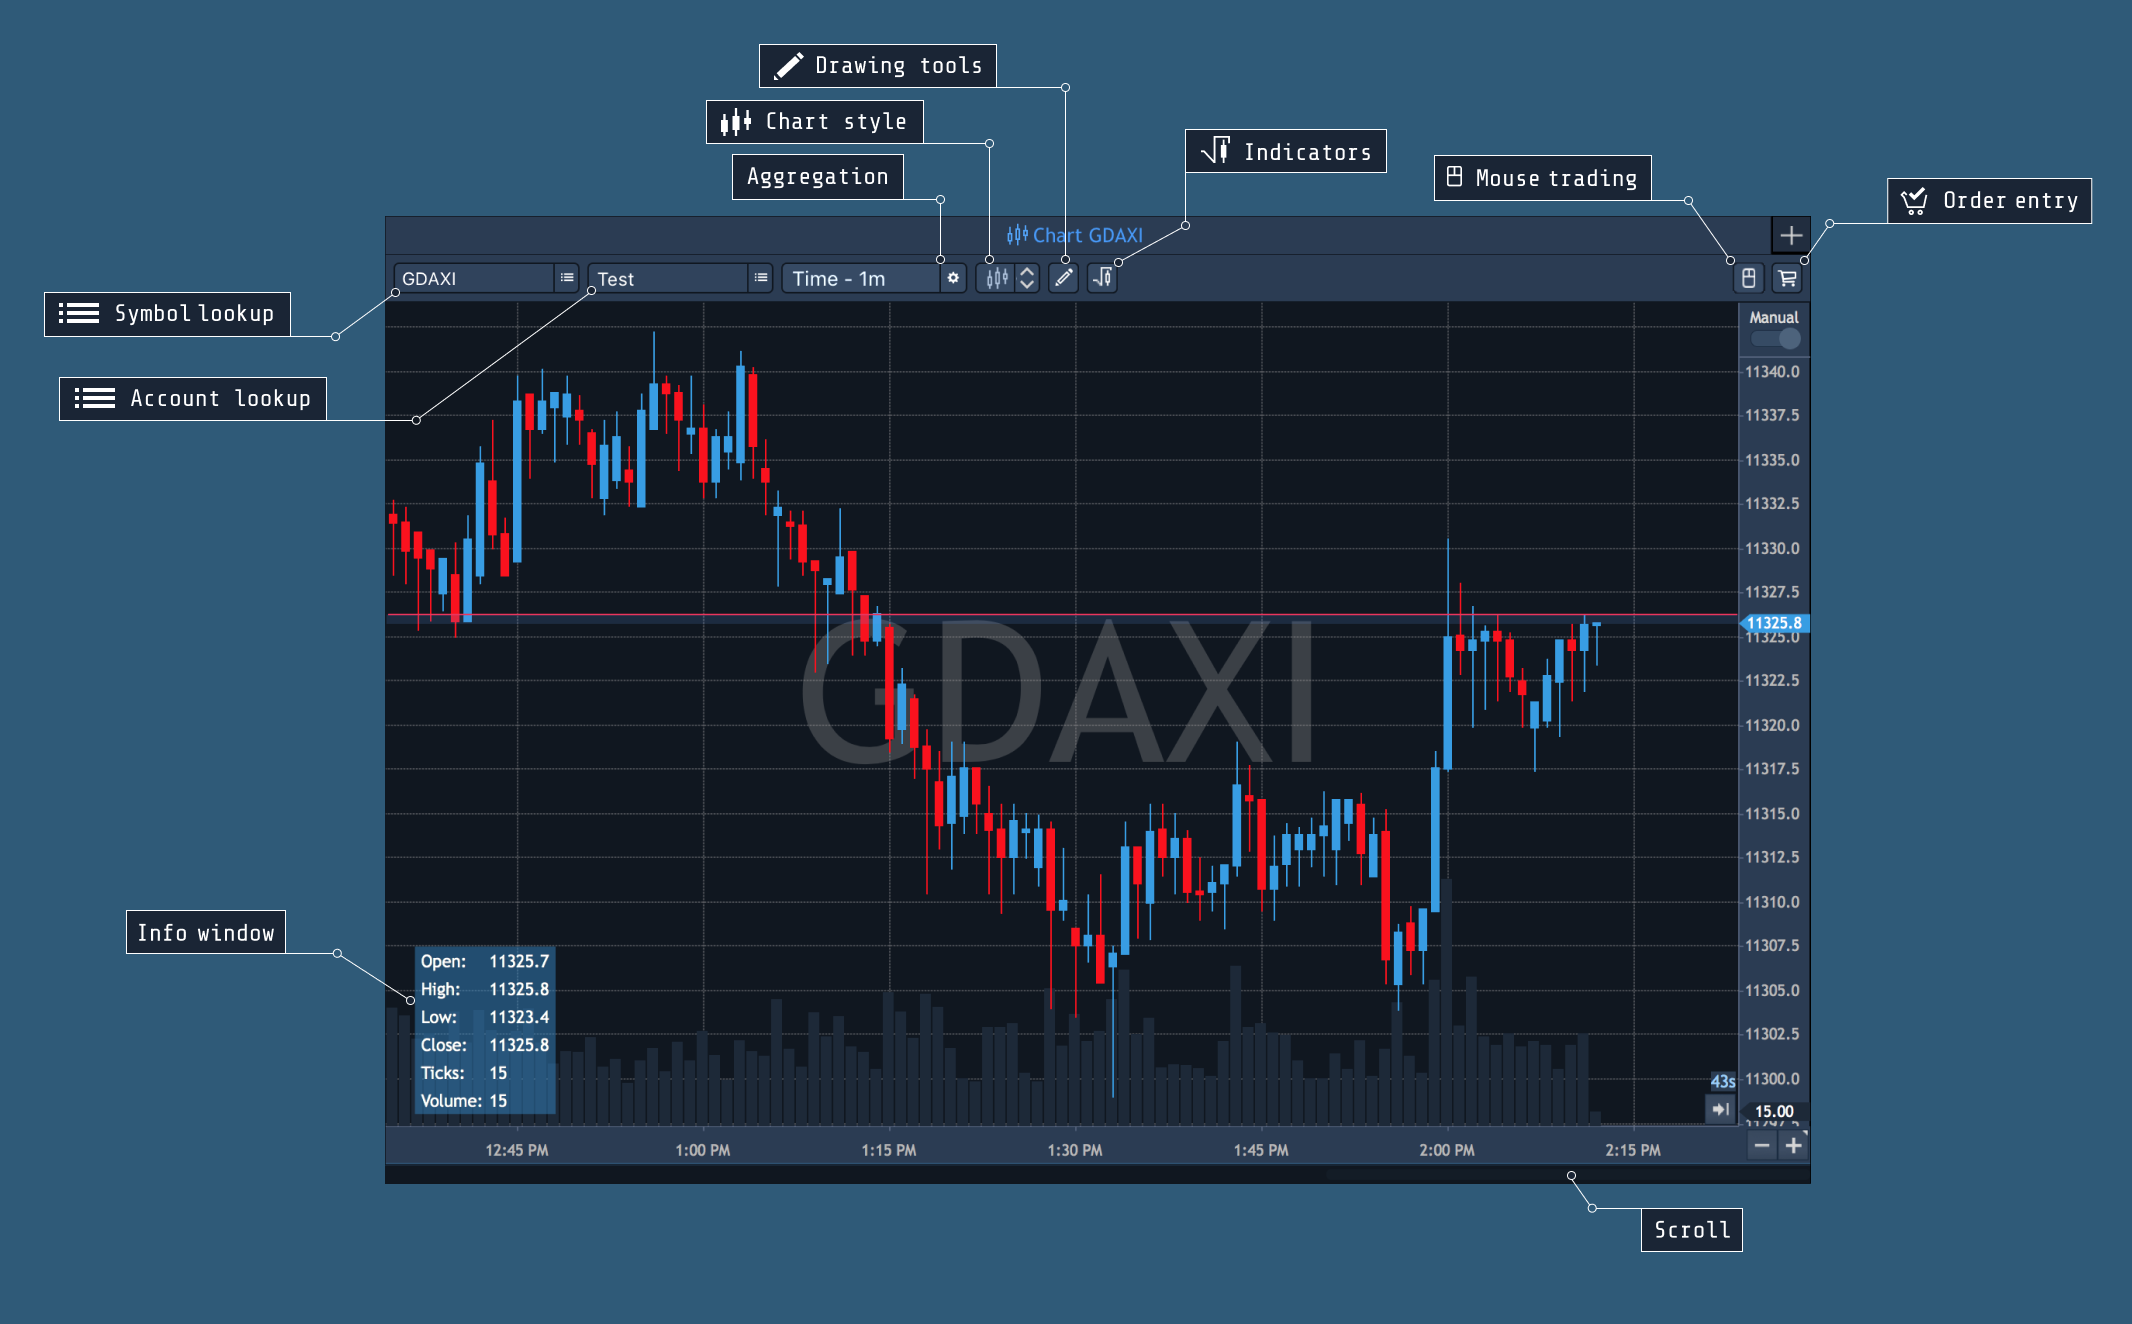 Drawing tools
Chart style
Aggregation
Indicators
Mouse trading
Order entry
Chart GDAXI
GDAXI
Test
Time - 1m
Symbol lookup
Account lookup
Manual
11340.0
11337.5
11335.0
11332.5
11330.0
11327.5
11325.8
11325.0
11322.5
11320.0
11317.5
11315.0
11312.5
11310.0
11307.5
11305.0
11302.5
11300.0
GDAXI
Info window
Open: 11325.7
High: 11325.8
Low: 11323.4
Close: 11325.8
Ticks: 15
Volume: 15
43s
15.00
12:45 PM 1:00 PM 1:15 PM 1:30 PM 1:45 PM 2:00 PM 2:15 PM
Scroll